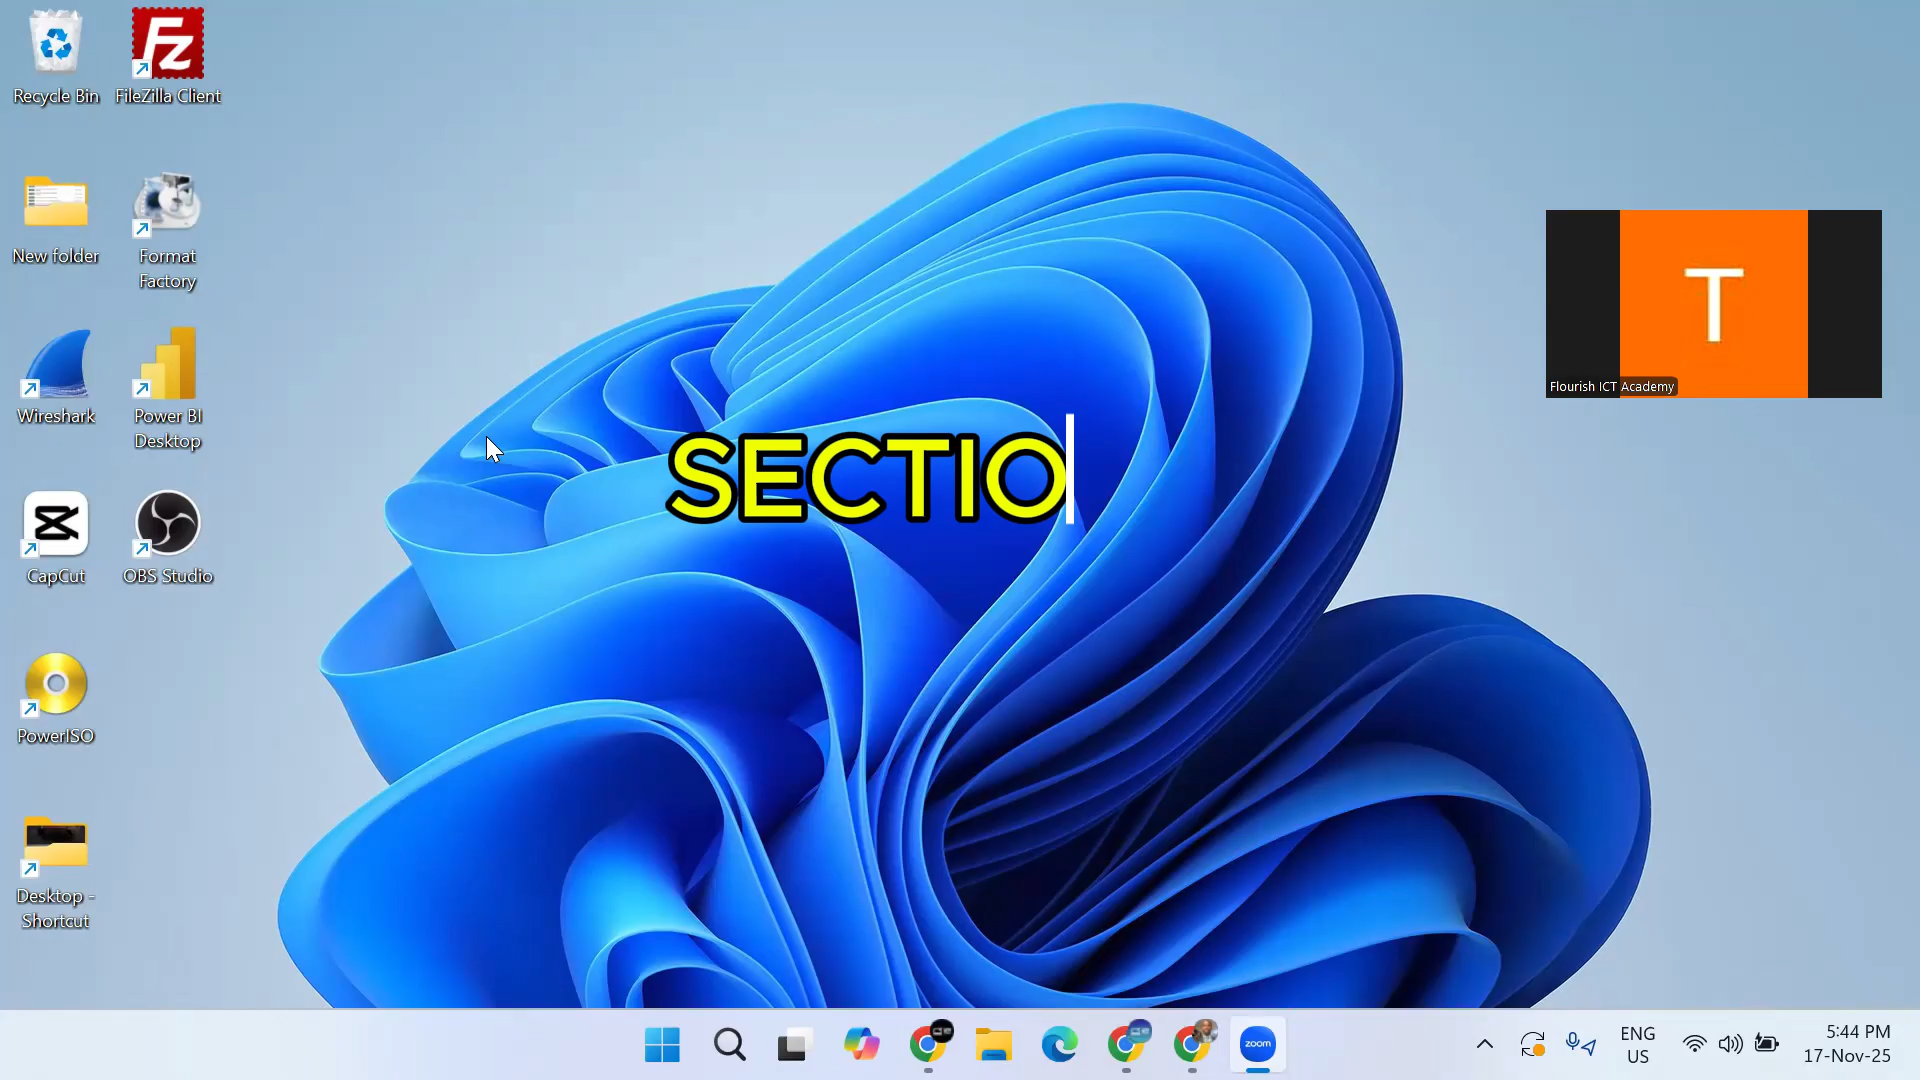 Recycle Bin
FileZilla Client
New folder
Format
Factory
Wireshark
Power BI
Desktop
CapCut
OBS Studio
PowerISO
Desktop -
Shortcut
SECTIO
T
Flourish ICT Academy
zoom
ENG
US
5:44 PM
17-Nov-25